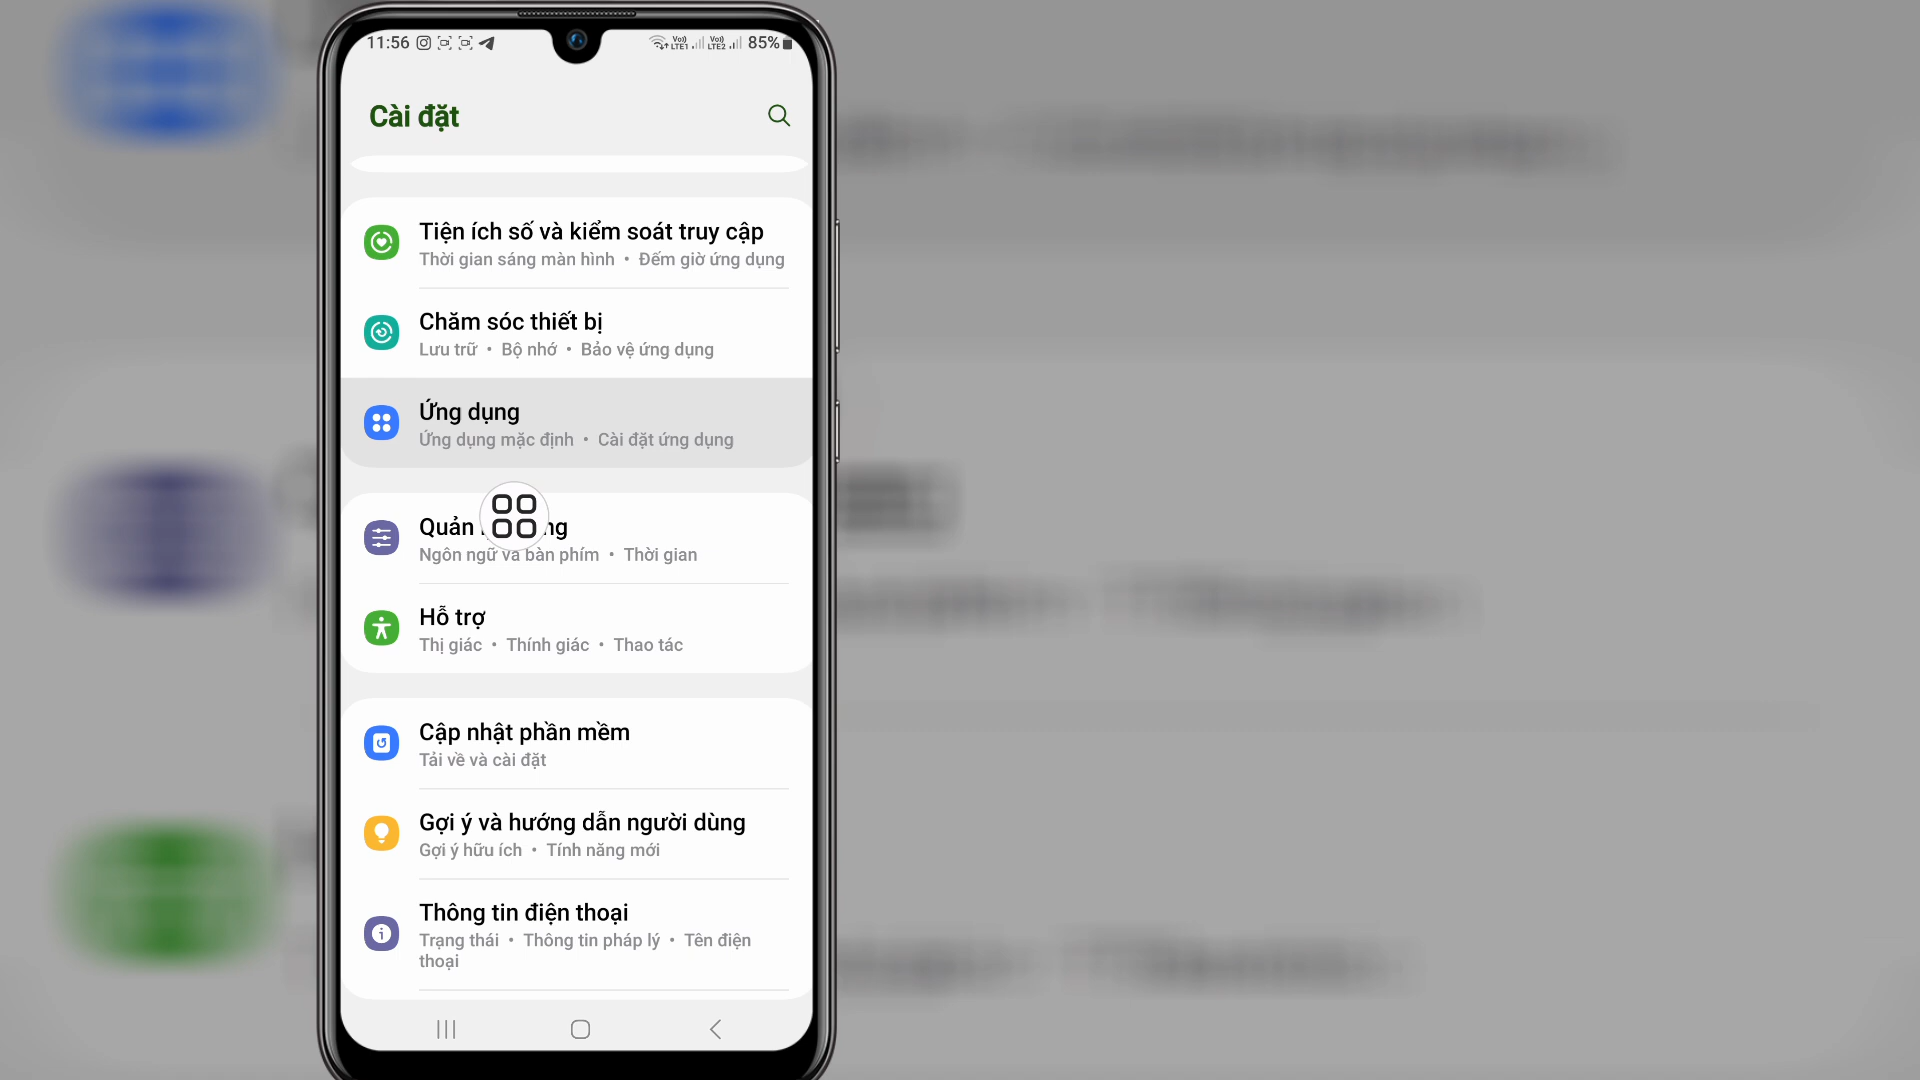 11:56
Vo)) LTE1
Vo)) LTE2
85%
Cài đặt
Tiện ích số và kiểm soát truy cập
Thời gian sáng màn hình • Đếm giờ ứng dụng
Chăm sóc thiết bị
Lưu trữ • Bộ nhớ • Bảo vệ ứng dụng
Ứng dụng
Ứng dụng mặc định • Cài đặt ứng dụng
Quản
Ngôn ngữ và bàn phím • Thời gian
Hỗ trợ
Thị giác • Thính giác • Thao tác
Cập nhật phần mềm
Tải về và cài đặt
Gợi ý và hướng dẫn người dùng
Gợi ý hữu ích • Tính năng mới
Thông tin điện thoại
Trạng thái • Thông tin pháp lý • Tên điện
thoại